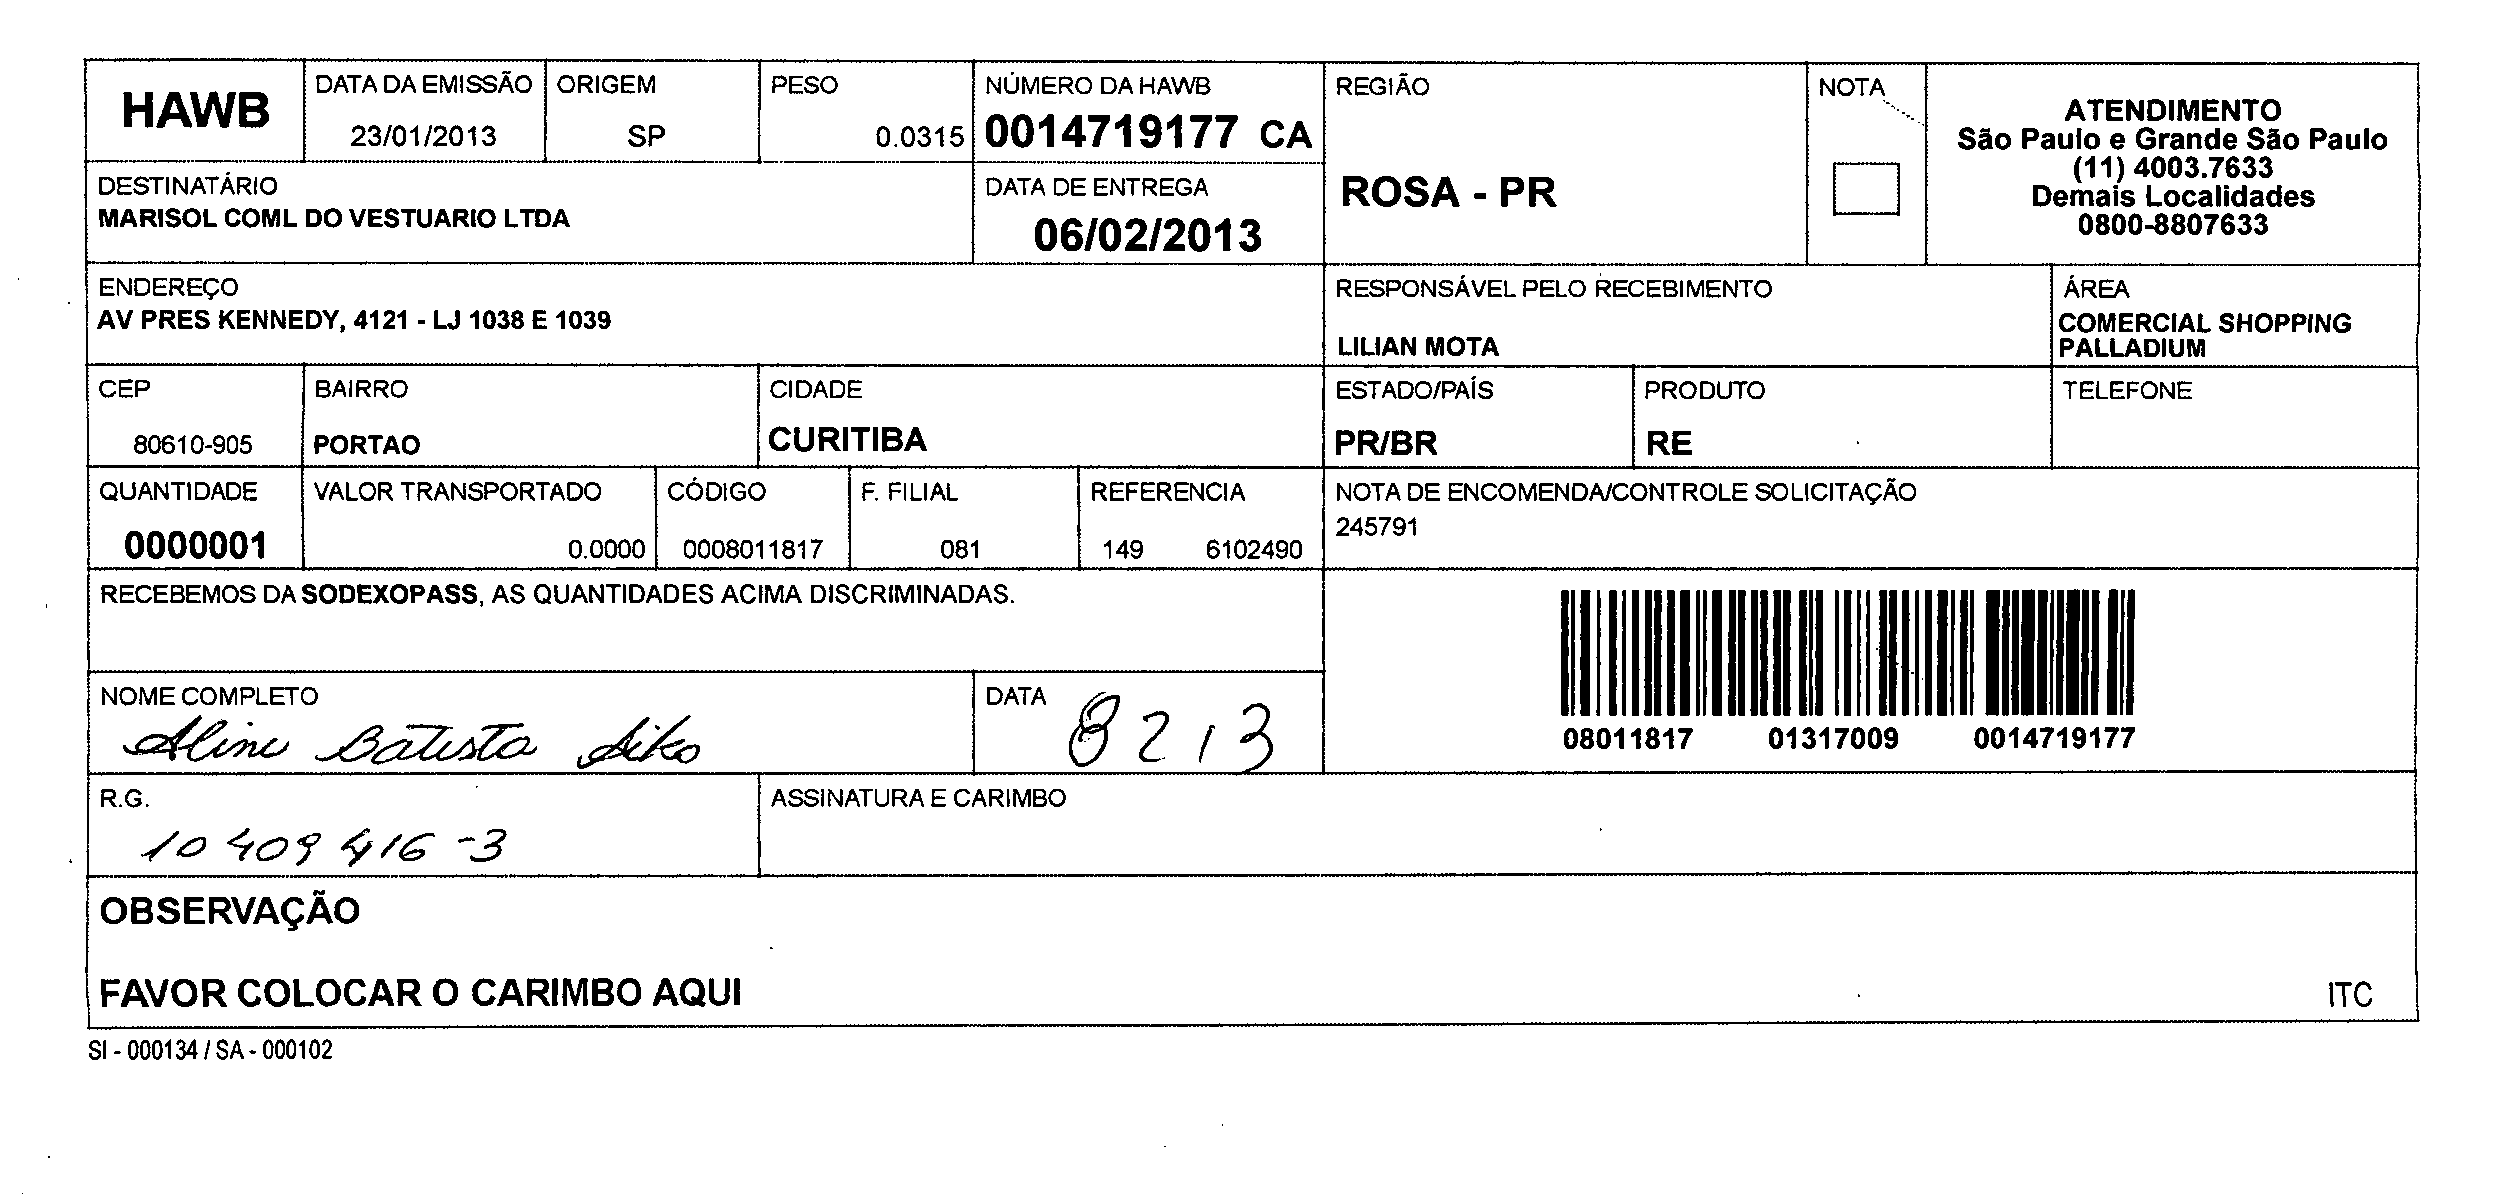 HAWB
DATA DA EMISSÃO
23/01/2013
ORIGEM
SP
PESO
0.0315
NÚMERO DA HAWB
0014719177 CA
REGIÃO
ROSA - PR
NOTA
ATENDIMENTO
São Paulo e Grande São Paulo
(11) 4003.7633
Demais Localidades
0800-8807633
DESTINATÁRIO
MARISOL COML DO VESTUARIO LTDA
DATA DE ENTREGA
06/02/2013
ENDEREÇO
AV PRES KENNEDY, 4121 - LJ 1038 E 1039
RESPONSÁVEL PELO RECEBIMENTO
LILIAN MOTA
ÁREA
COMERCIAL SHOPPING
PALLADIUM
CEP
80610-905
BAIRRO
PORTAO
CIDADE
CURITIBA
ESTADO/PAÍS
PR/BR
PRODUTO
RE
TELEFONE
QUANTIDADE
0000001
VALOR TRANSPORTADO
0.0000
CÓDIGO
0008011817
F. FILIAL
081
REFERENCIA
149 6102490
NOTA DE ENCOMENDA/CONTROLE SOLICITAÇÃO
245791
RECEBEMOS DA SODEXOPASS, AS QUANTIDADES ACIMA DISCRIMINADAS.
08011817 01317009 0014719177
NOME COMPLETO
Aline Batista
DATA
8 2 13
R.G.
10 409 416 -3
ASSINATURA E CARIMBO
OBSERVAÇÃO
FAVOR COLOCAR O CARIMBO AQUI
ITC
SI - 000134 / SA - 000102